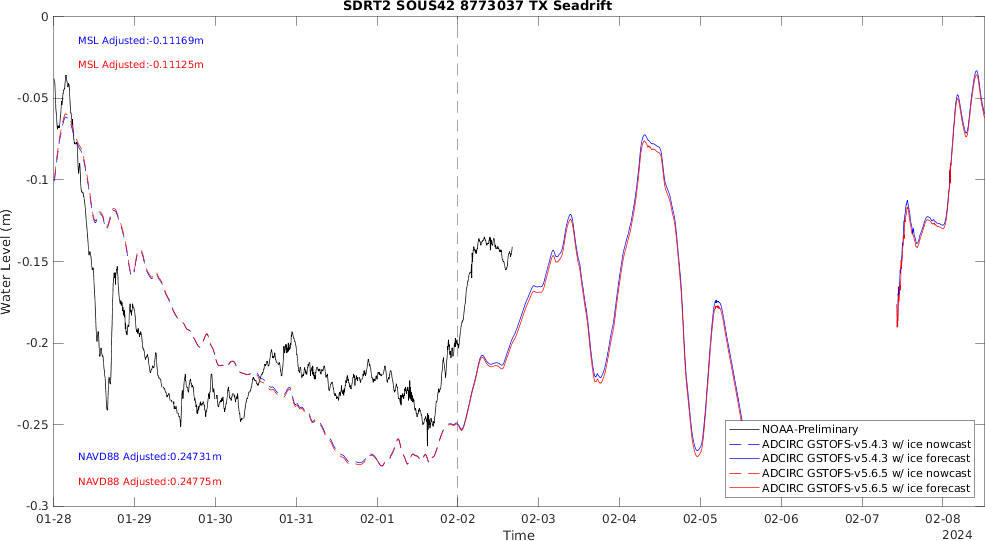 SDRT2 SOUS42 8773037 TX Seadrift
MSL Adjusted:-0.11169m
MSL Adjusted:-0.11125m
0
-0.05
-0.1
-0.15
-0.2
-0.25
-0.3
Water Level (m)
NAVD88 Adjusted:0.24731m
NAVD88 Adjusted:0.24775m
NOAA-Preliminary
ADCIRC GSTOFS-v5.4.3 w/ ice nowcast
ADCIRC GSTOFS-v5.4.3 w/ ice forecast
ADCIRC GSTOFS-v5.6.5 w/ ice nowcast
ADCIRC GSTOFS-v5.6.5 w/ ice forecast
01-28 01-29 01-30 01-31 02-01 02-02 02-03 02-04 02-05 02-06 02-07 02-08
Time
2024